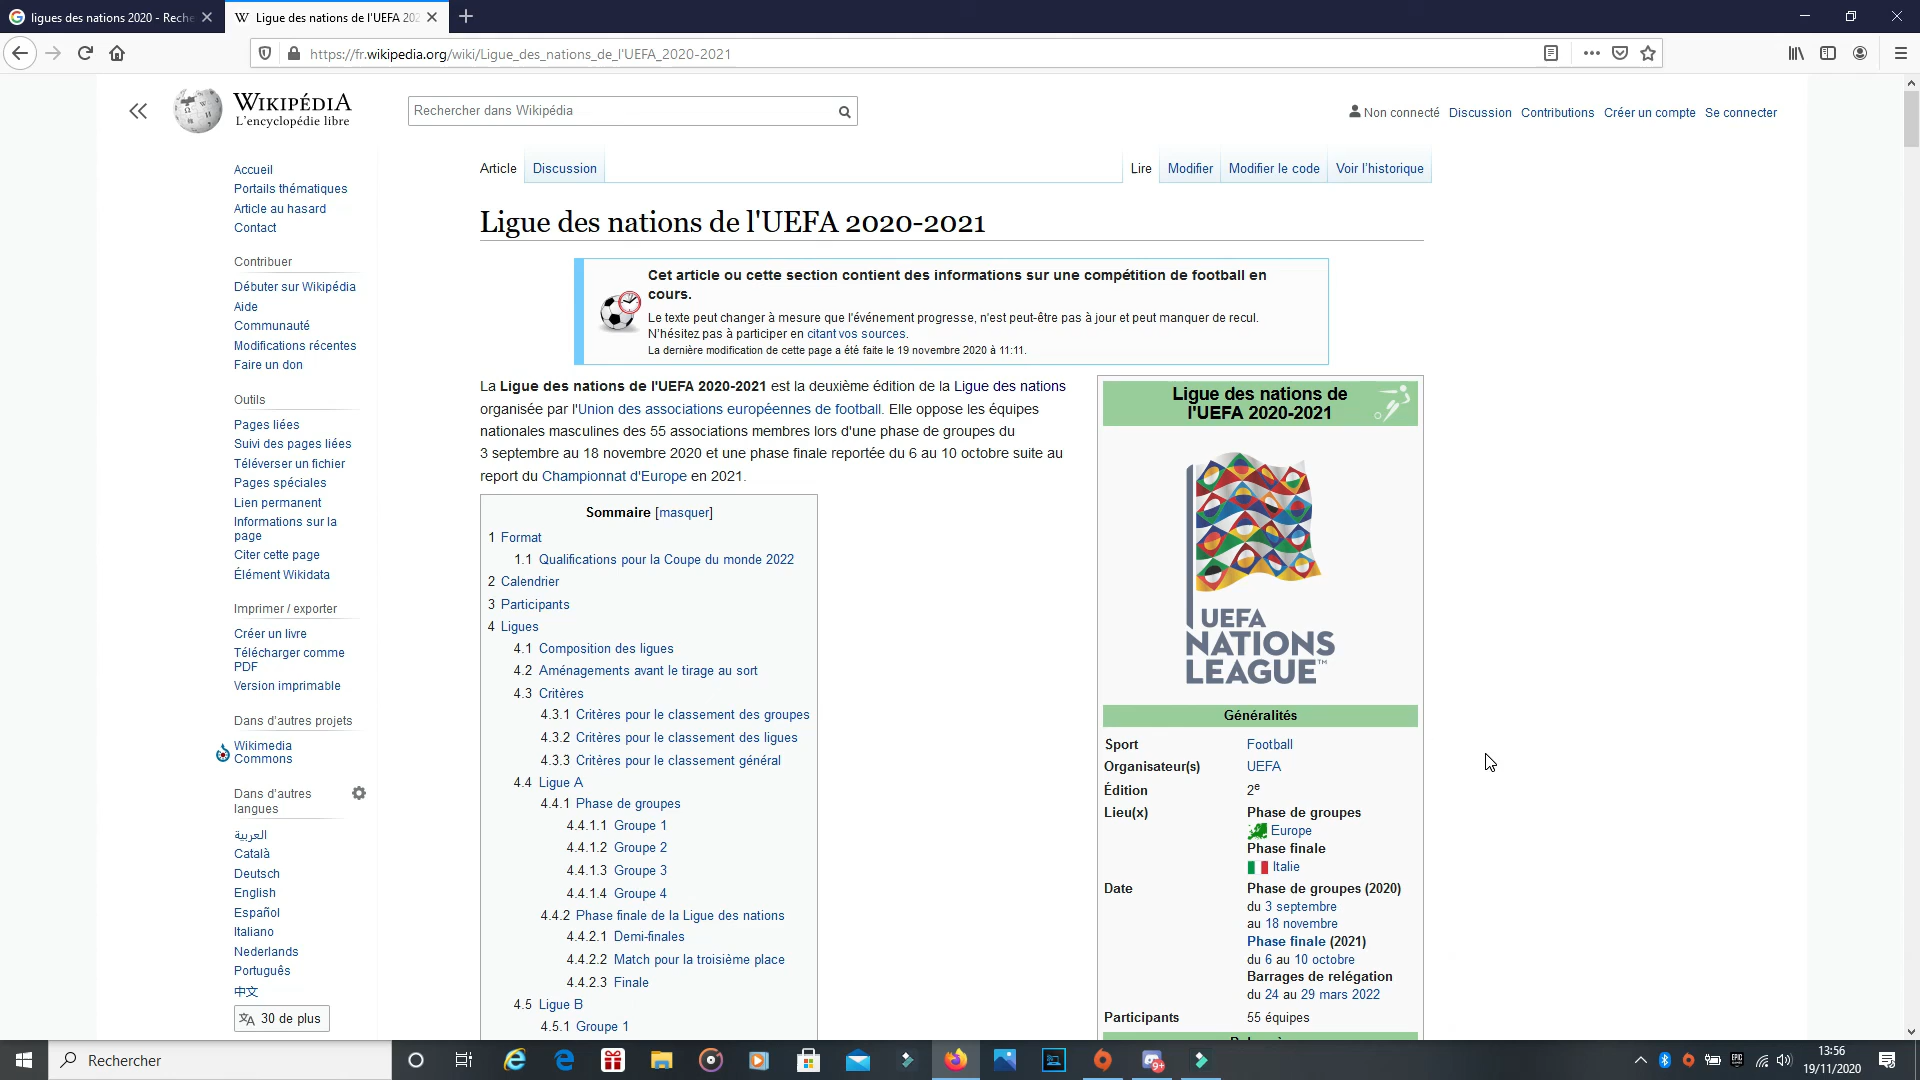 ligues des nations 2020 - Reche
Ligue des nations de l'UEFA 202
https://fr.wikipedia.org/wiki/Ligue_des_nations_de_l'UEFA_2020-2021
WIKIPÉDIA
L'encyclopédie libre
Rechercher dans Wikipédia
Non connecté Discussion Contributions Créer un compte Se connecter
Accueil
Portails thématiques
Article au hasard
Contact
Contribuer
Débuter sur Wikipédia
Aide
Communauté
Modifications récentes
Faire un don
Outils
Pages liées
Suivi des pages liées
Téléverser un fichier
Pages spéciales
Lien permanent
Informations sur la
page
Citer cette page
Élément Wikidata
Imprimer / exporter
Créer un livre
Télécharger comme
PDF
Version imprimable
Dans d'autres projets
Wikimedia
Commons
Dans d'autres
langues
العربية
Català
Deutsch
English
Español
Italiano
Nederlands
Português
中文
30 de plus
Article Discussion
Lire Modifier Modifier le code Voir l'historique
Ligue des nations de l'UEFA 2020-2021
Cet article ou cette section contient des informations sur une compétition de football en
cours.
Le texte peut changer à mesure que l'événement progresse, n'est peut-être pas à jour et peut manquer de recul.
N'hésitez pas à participer en citant vos sources.
La dernière modification de cette page a été faite le 19 novembre 2020 à 11:11.
La Ligue des nations de l'UEFA 2020-2021 est la deuxième édition de la Ligue des nations
organisée par l'Union des associations européennes de football. Elle oppose les équipes
nationales masculines des 55 associations membres lors d'une phase de groupes du
3 septembre au 18 novembre 2020 et une phase finale reportée du 6 au 10 octobre suite au
report du Championnat d'Europe en 2021.
Sommaire [masquer]
1 Format
1.1 Qualifications pour la Coupe du monde 2022
2 Calendrier
3 Participants
4 Ligues
4.1 Composition des ligues
4.2 Aménagements avant le tirage au sort
4.3 Critères
4.3.1 Critères pour le classement des groupes
4.3.2 Critères pour le classement des ligues
4.3.3 Critères pour le classement général
4.4 Ligue A
4.4.1 Phase de groupes
4.4.1.1 Groupe 1
4.4.1.2 Groupe 2
4.4.1.3 Groupe 3
4.4.1.4 Groupe 4
4.4.2 Phase finale de la Ligue des nations
4.4.2.1 Demi-finales
4.4.2.2 Match pour la troisième place
4.4.2.3 Finale
4.5 Ligue B
4.5.1 Groupe 1
Ligue des nations de
l'UEFA 2020-2021
UEFA
NATIONS
LEAGUE™
Généralités
Sport Football
Organisateur(s) UEFA
Édition 2e
Lieu(x) Phase de groupes
Europe
Phase finale
Italie
Date Phase de groupes (2020)
du 3 septembre
au 18 novembre
Phase finale (2021)
du 6 au 10 octobre
Barrages de relégation
du 24 au 29 mars 2022
Participants 55 équipes
Rechercher
9+
EPIC
13:56
19/11/2020